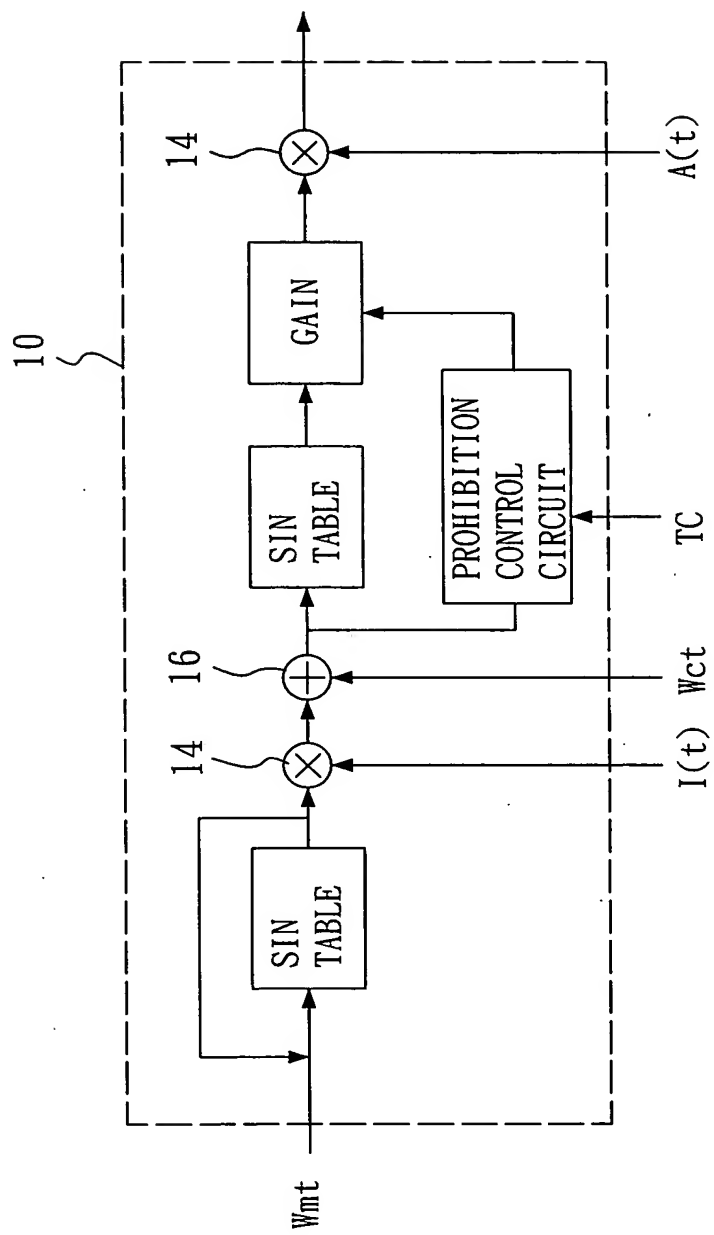 10
14
16
14
Wmt
SIN
TABLE
SIN
TABLE
GAIN
PROHIBITION
CONTROL
CIRCUIT
I(t)
Wct
TC
A(t)